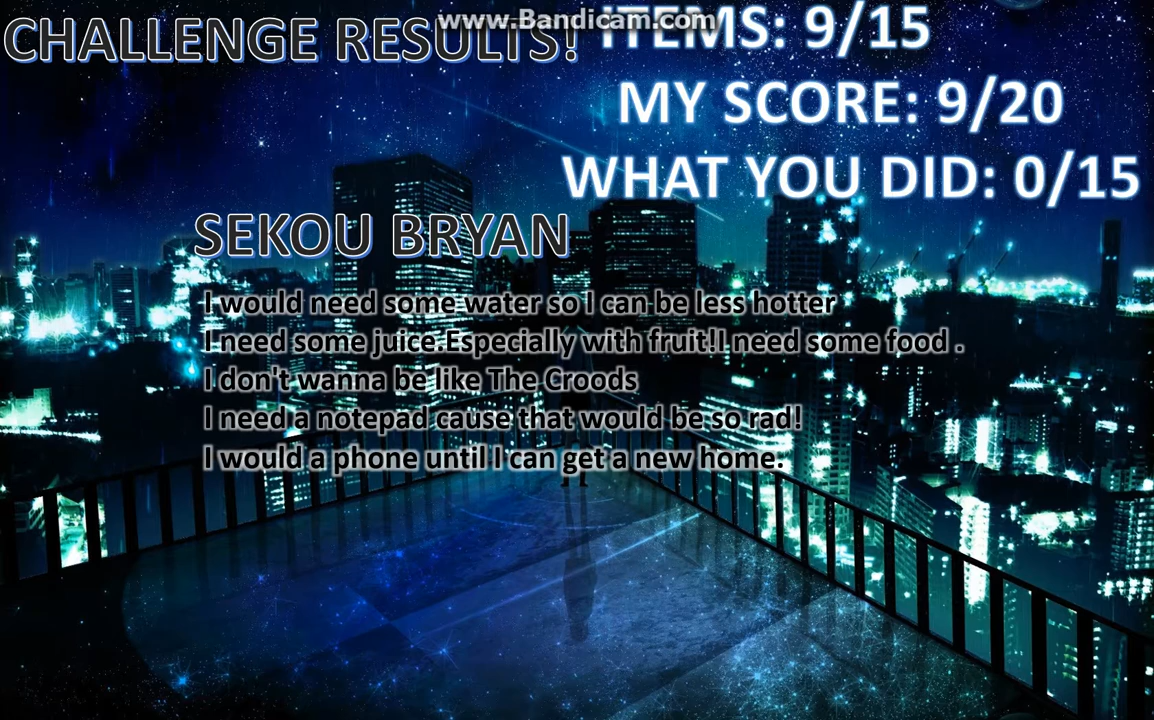 www.Bandicam.com
CHALLENGE RESULTS!
ITEMS: 9/15
MY SCORE: 9/20
WHAT YOU DID: 0/15
SEKOU BRYAN
I would need some water so I can be less hotter
I need some juice.Especially with fruit!I need some food .
I don't wanna be like The Croods
I need a notepad cause that would be so rad!
I would a phone until I can get a new home.